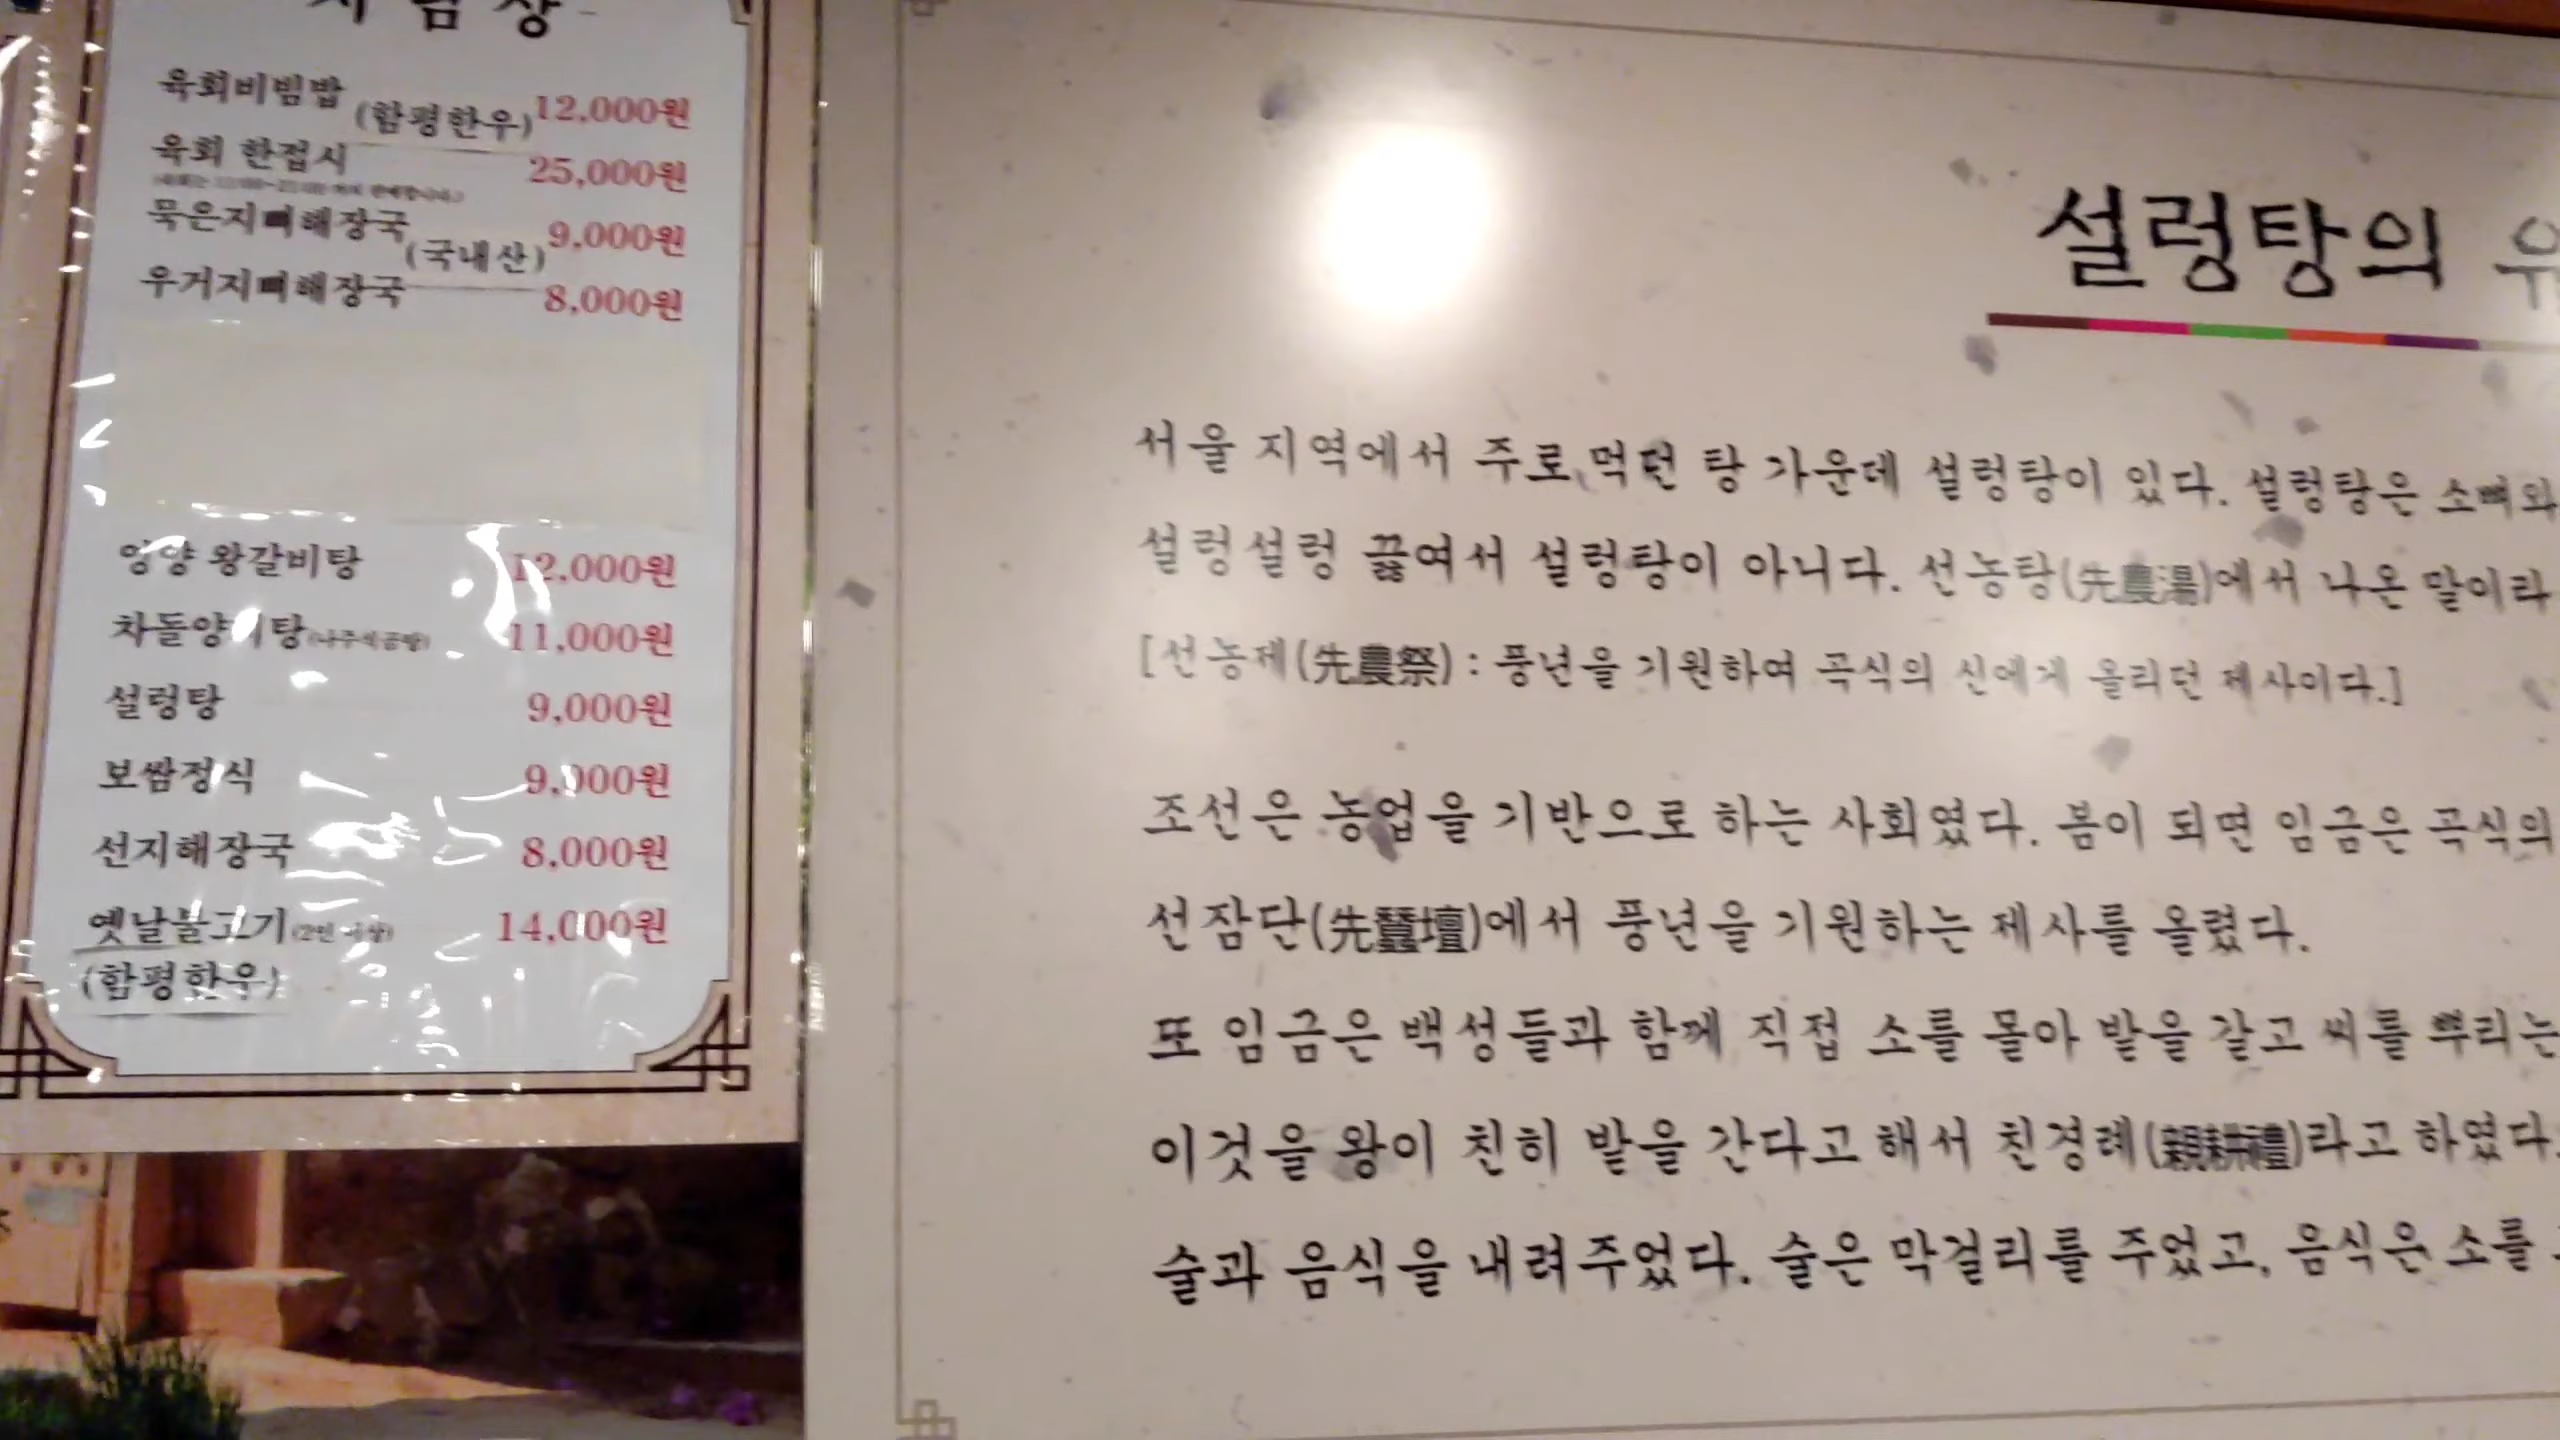 차림상
육회비빔밥 (함평한우) 12,000원
육회 한접시 25,000원
묵은지뼈해장국 (국내산) 9,000원
우거지뼈해장국 8,000원
영양 왕갈비탕 12,000원
차돌양지탕 11,000원
설렁탕 9,000원
보쌈정식 9,000원
선지해장국 8,000원
옛날불고기 (2인 이상) 14,000원
(함평한우)
설렁탕의 유
서울 지역에서 주로 먹던 탕 가운데 설렁탕이 있다. 설렁탕은 소뼈와
설렁설렁 끓여서 설렁탕이 아니다. 선농탕(先農湯)에서 나온 말이라
[선농제(先農祭) : 풍년을 기원하여 곡식의 신에게 올리던 제사이다.]
조선은 농업을 기반으로 하는 사회였다. 봄이 되면 임금은 곡식의
선잠단(先蠶壇)에서 풍년을 기원하는 제사를 올렸다.
또 임금은 백성들과 함께 직접 소를 몰아 밭을 갈고 씨를 뿌리는
이것을 왕이 친히 밭을 간다고 해서 친경례(親耕禮)라고 하였다.
술과 음식을 내려주었다. 술은 막걸리를 주었고, 음식은 소를